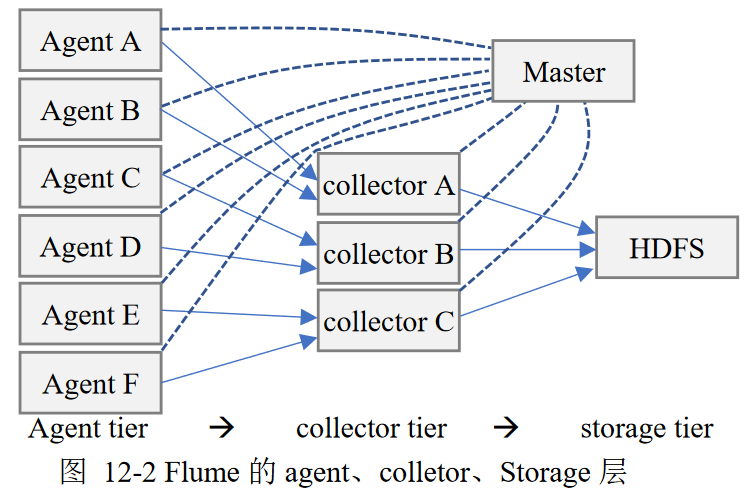 Agent A
Agent B
Agent C
Agent D
Agent E
Agent F
Master
collector A
collector B
collector C
HDFS
Agent tier → collector tier → storage tier
图 12-2 Flume 的 agent、colletor、Storage 层